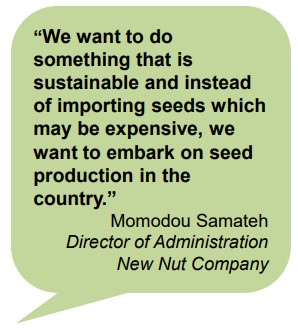 “We want to do
something that is
sustainable and instead
of importing seeds which
may be expensive, we
want to embark on seed
production in the
country.”
Momodou Samateh
Director of Administration
New Nut Company